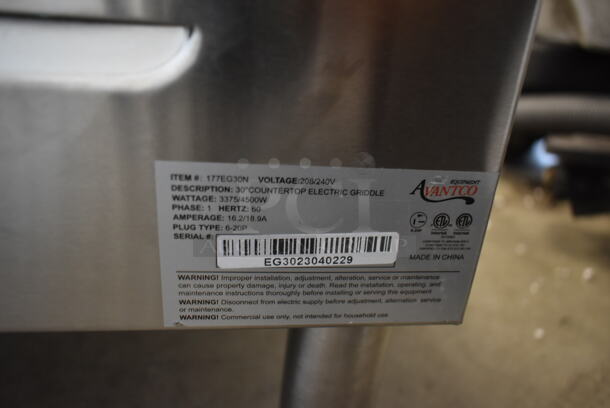 ITEM #: 177EG30N VOLTAGE:208/240V
DESCRIPTION: 30"COUNTERTOP ELECTRIC GRIDDLE
WATTAGE: 3375/4500W
PHASE: 1 HERTZ: 60
AMPERAGE: 16.2/18.9A
PLUG TYPE: 6-20P
SERIAL #:
EG3023040229
EQUIPMENT
AVANTCO
MADE IN CHINA
WARNING! Improper installation, adjustment, alteration, service or maintenance
can cause property damage, injury or death. Read the installation, operating, and
maintenance instructions thoroughly before installing or serving this equipment
WARNING! Disconnect from electric supply before adjustment, alternation service
or maintenance.
WARNING! Commercial use only, not intended for household use.
PCI